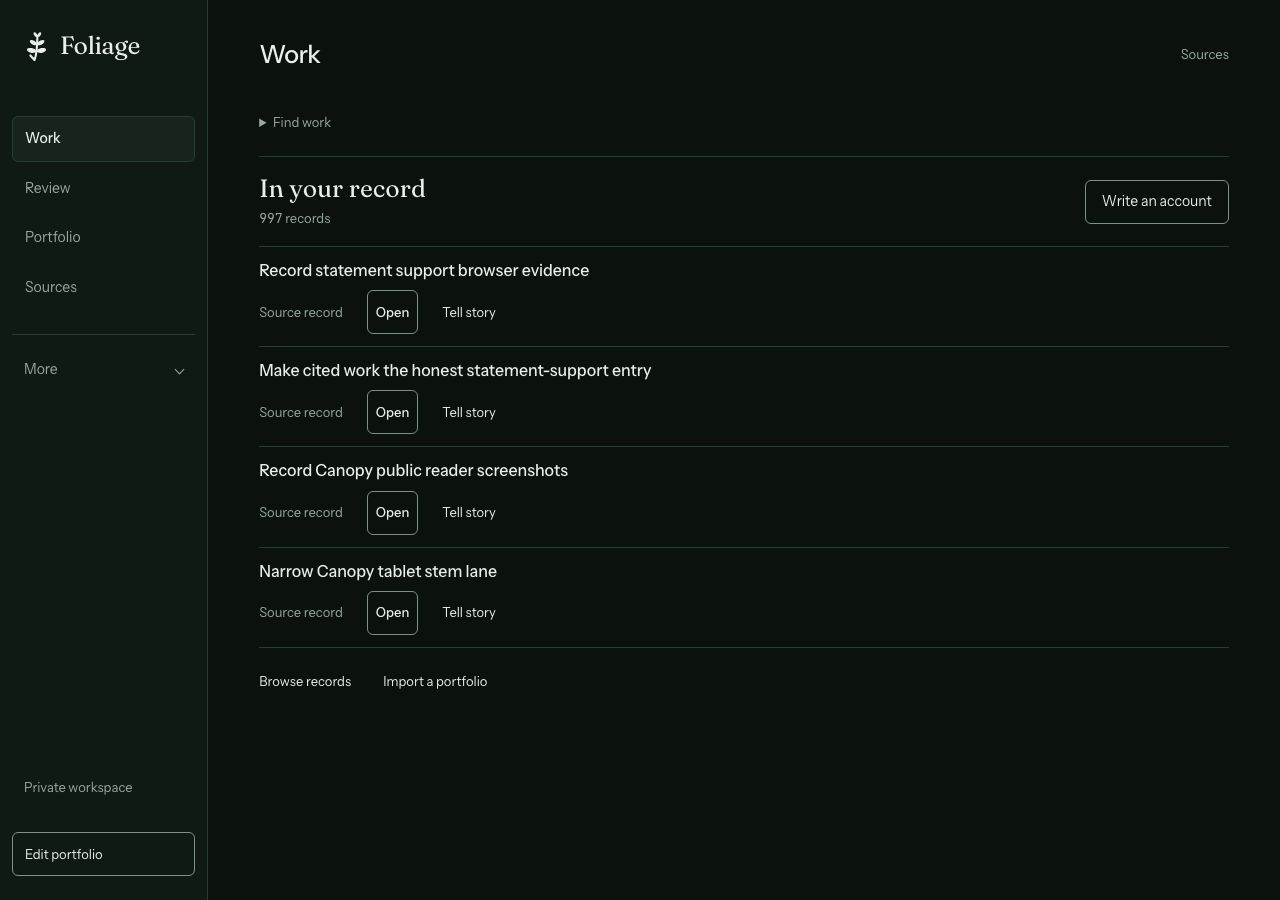 Foliage
Work
Review
Portfolio
Sources
More
Private workspace
Edit portfolio
Work
Sources
Find work
In your record
997 records
Write an account
Record statement support browser evidence
Source record Open Tell story
Make cited work the honest statement-support entry
Source record Open Tell story
Record Canopy public reader screenshots
Source record Open Tell story
Narrow Canopy tablet stem lane
Source record Open Tell story
Browse records Import a portfolio